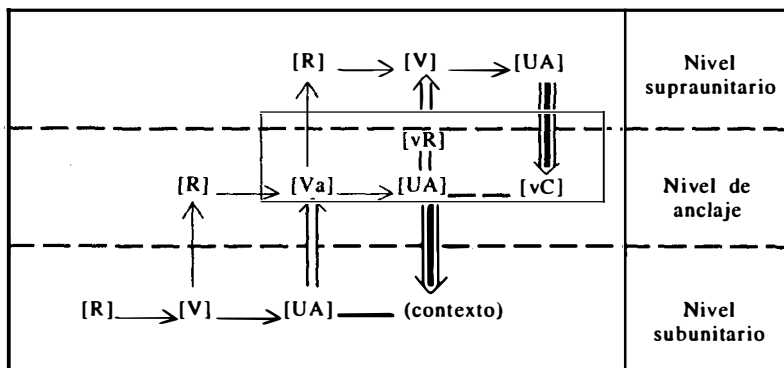 [R] [V] [UA] Nivel
supraunitario
[vR]
[R] [Va] [UA] [vC] Nivel de
anclaje
[R] [V] [UA] (contexto) Nivel
subunitario